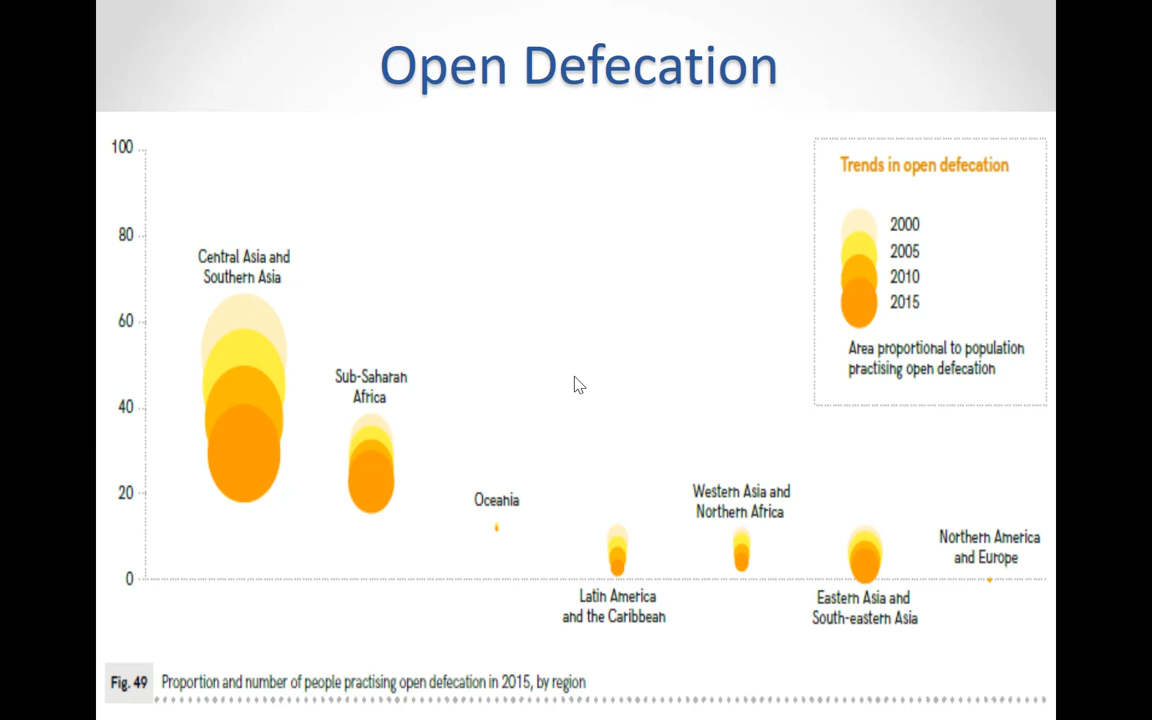 Open Defecation
100
80
60
40
20
0
Central Asia and
Southern Asia
Sub-Saharan
Africa
Oceania
Latin America
and the Caribbean
Western Asia and
Northern Africa
Eastern Asia and
South-eastern Asia
Northern America
and Europe
Trends in open defecation
2000
2005
2010
2015
Area proportional to population
practising open defecation
Fig. 49 Proportion and number of people practising open defecation in 2015, by region